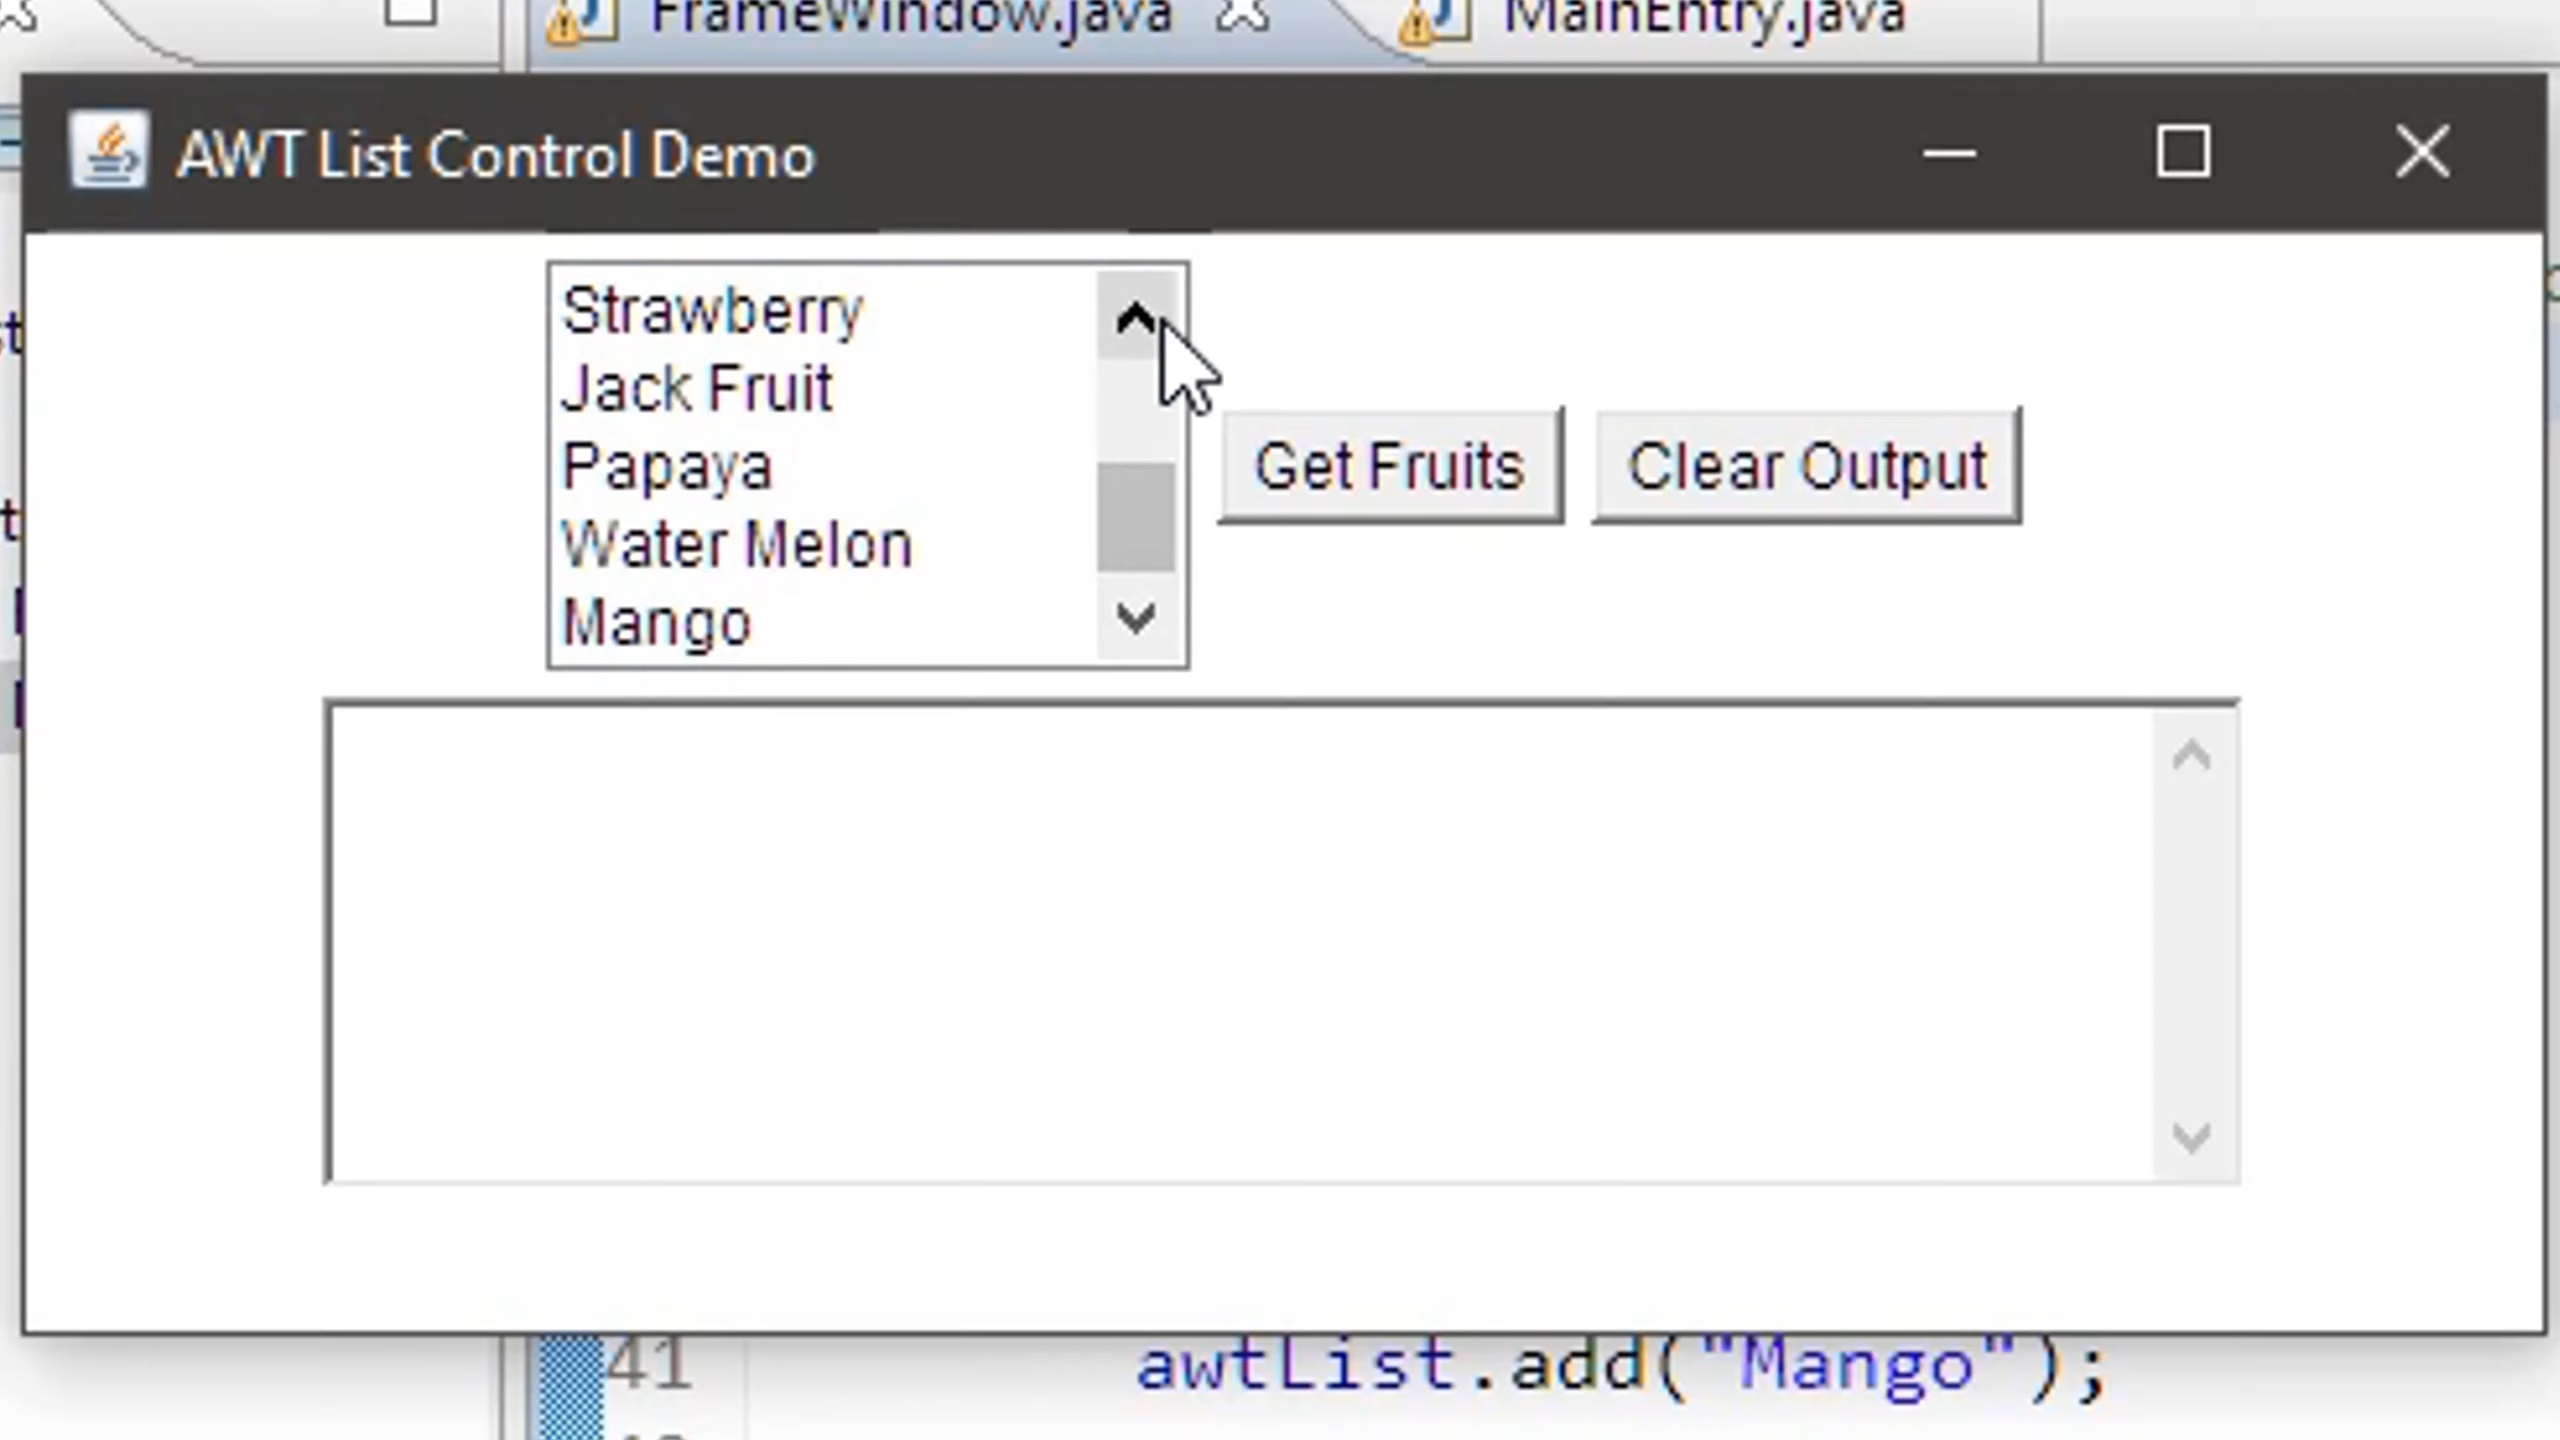 FrameWindow.java
MainEntry.java
AWT List Control Demo
Strawberry
Jack Fruit
Papaya
Water Melon
Mango
Get Fruits
Clear Output
41
awtList.add("Mango");